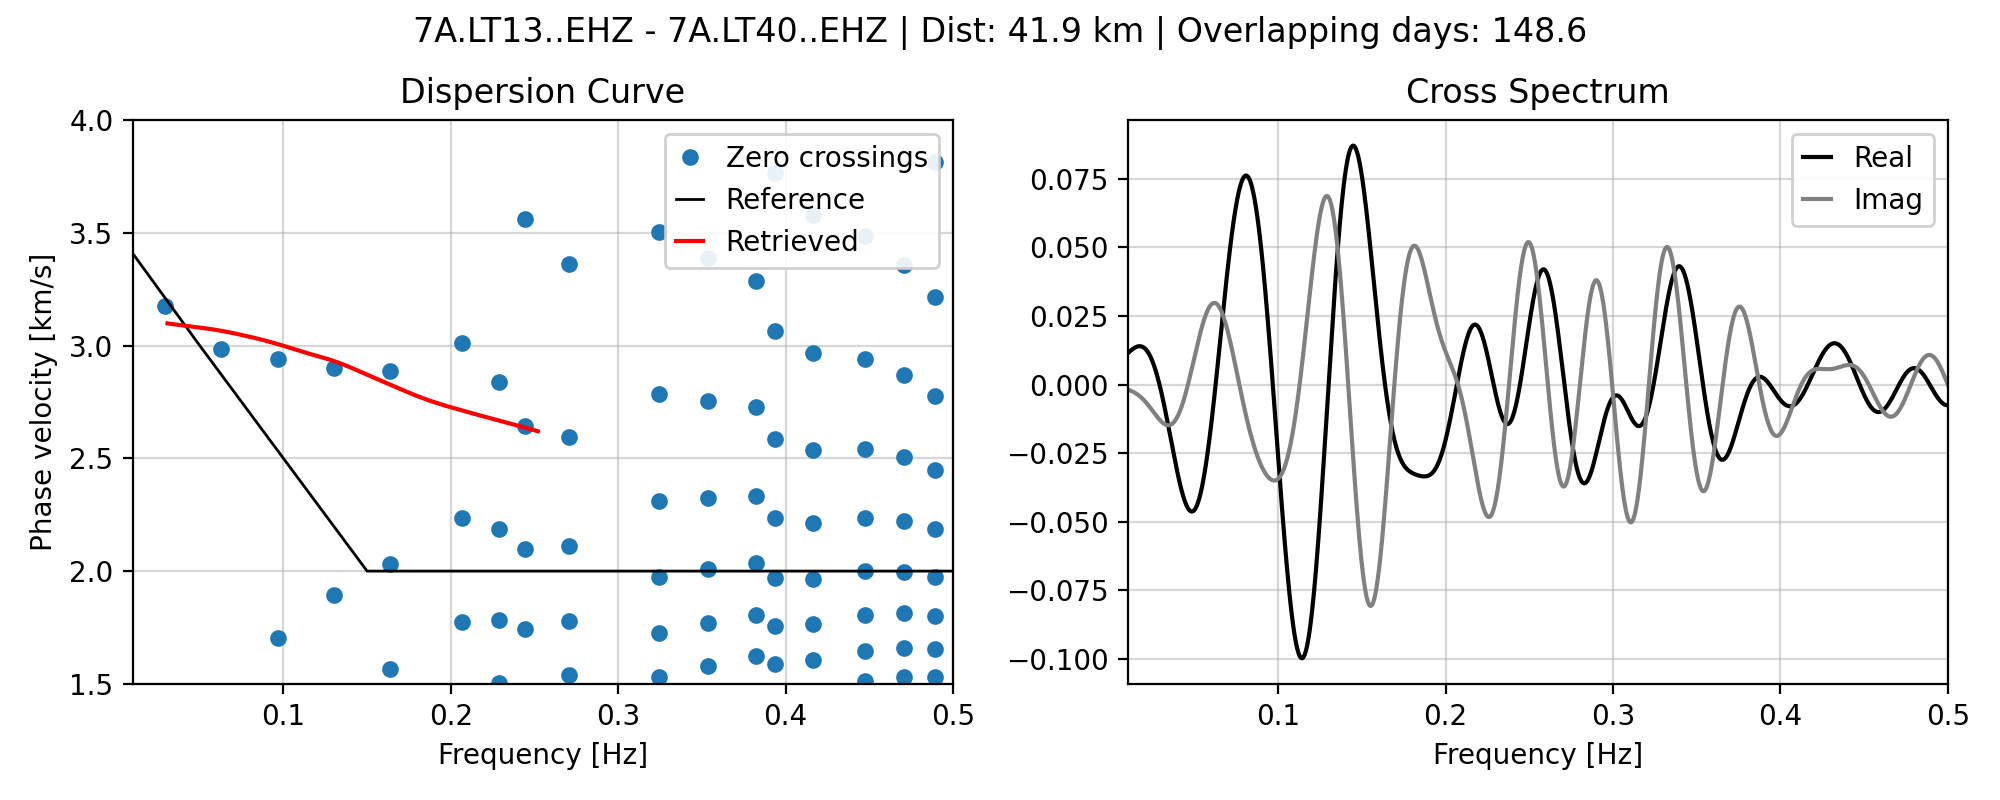 7A.LT13..EHZ - 7A.LT40..EHZ | Dist: 41.9 km | Overlapping days: 148.6
Dispersion Curve
4.0
3.5
3.0
2.5
2.0
1.5
Phase velocity [km/s]
0.1
0.2
0.3
0.4
0.5
Frequency [Hz]
Zero crossings
Reference
Retrieved
Cross Spectrum
0.075
0.050
0.025
0.000
−0.025
−0.050
−0.075
−0.100
0.1
0.2
0.3
0.4
0.5
Frequency [Hz]
Real
Imag